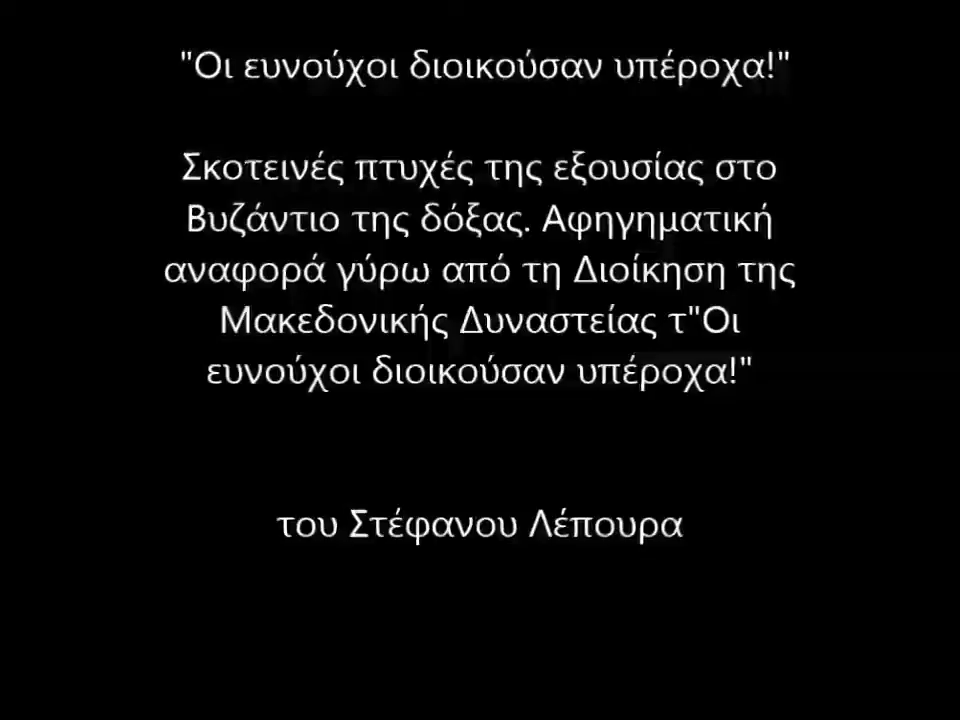 "Οι ευνούχοι διοικούσαν υπέροχα!"
Σκοτεινές πτυχές της εξουσίας στο
Βυζάντιο της δόξας. Αφηγηματική
αναφορά γύρω από τη Διοίκηση της
Μακεδονικής Δυναστείας τ"Οι
ευνούχοι διοικούσαν υπέροχα!"
του Στέφανου Λέπουρα